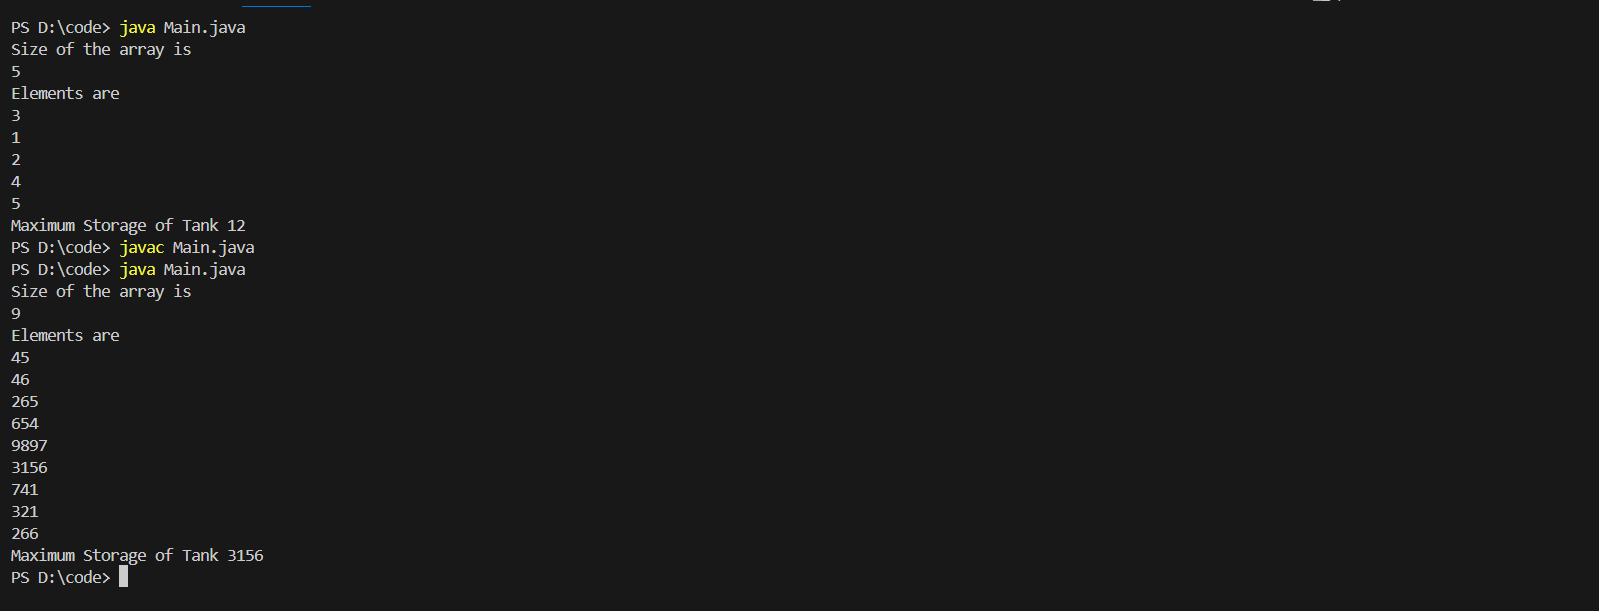 PS D:\code> java Main.java
Size of the array is
5
Elements are
3
1
2
4
5
Maximum Storage of Tank 12
PS D:\code> javac Main.java
PS D:\code> java Main.java
Size of the array is
9
Elements are
45
46
265
654
9897
3156
741
321
266
Maximum Storage of Tank 3156
PS D:\code>